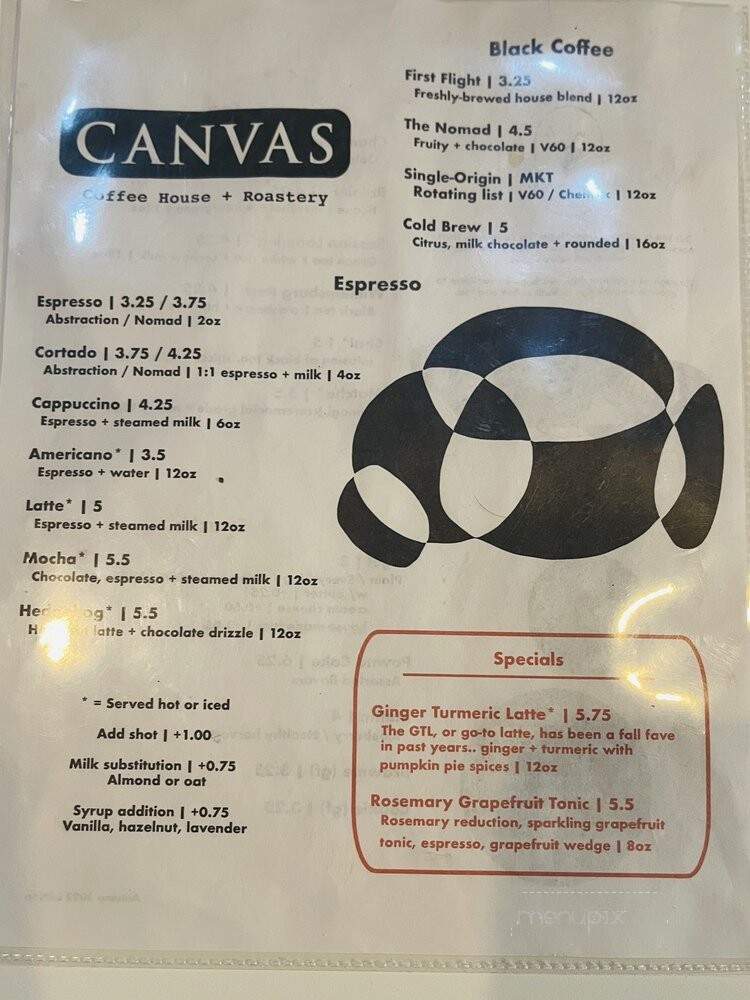 CANVAS
Coffee House + Roastery
Black Coffee
First Flight | 3.25
Freshly-brewed house blend | 12oz
The Nomad | 4.5
Fruity + chocolate | V60 | 12oz
Single-Origin | MKT
Rotating list | V60 / | 12oz
Cold Brew | 5
Citrus, milk chocolate + rounded | 16oz
Espresso
Espresso | 3.25 / 3.75
Abstraction / Nomad | 2oz
Cortado | 3.75 / 4.25
Abstraction / Nomad | 1:1 espresso + milk | 4oz
Cappuccino | 4.25
Espresso + steamed milk | 6oz
Americano* | 3.5
Espresso + water | 12oz
Latte* | 5
Espresso + steamed milk | 12oz
Mocha* | 5.5
Chocolate, espresso + steamed milk | 12oz
| 5.5
latte + chocolate drizzle | 12oz
* = Served hot or iced
Add shot | +1.00
Milk substitution | +0.75
Almond or oat
Syrup addition | +0.75
Vanilla, hazelnut, lavender
Specials
Ginger Turmeric Latte* | 5.75
The GTL, or go-to latte, has been a fall fave
in past years.. ginger + turmeric with
pumpkin pie spices | 12oz
Rosemary Grapefruit Tonic | 5.5
Rosemary reduction, sparkling grapefruit
tonic, espresso, grapefruit wedge | 8oz
menupix